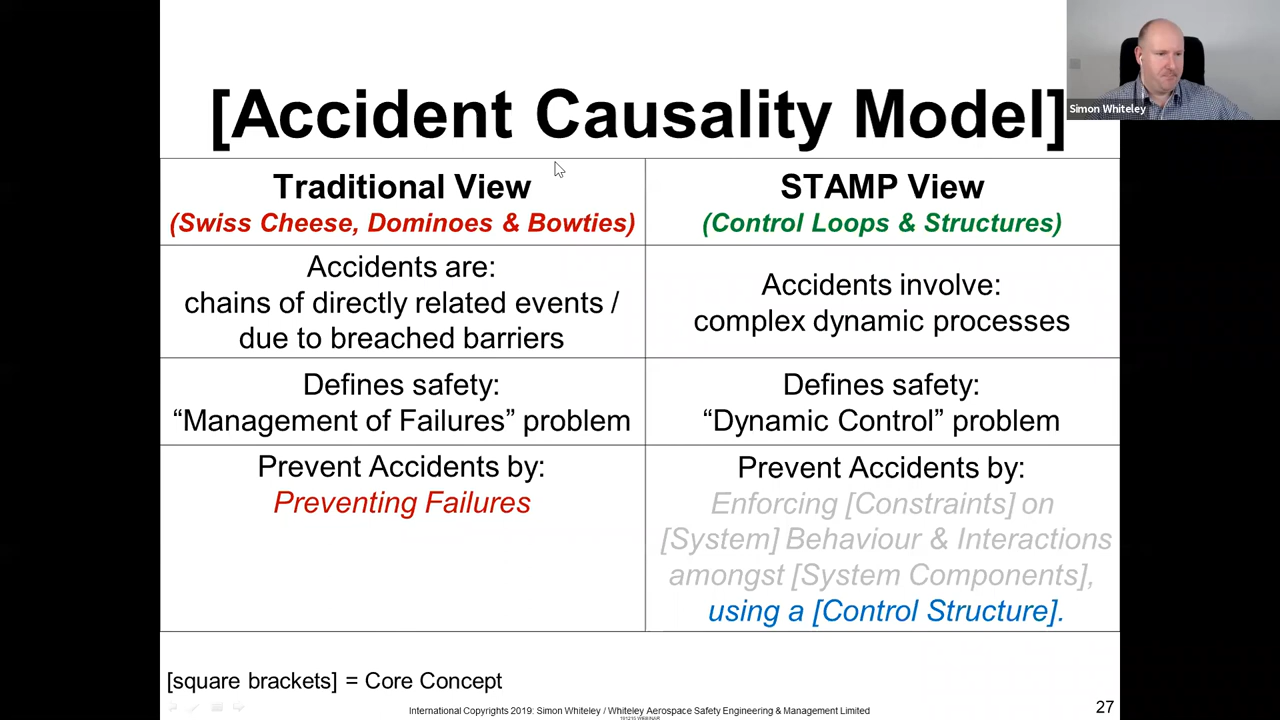 [Accident Causality Model]
Simon Whiteley
Traditional View
(Swiss Cheese, Dominoes & Bowties)
STAMP View
(Control Loops & Structures)
Accidents are:
chains of directly related events /
due to breached barriers
Accidents involve:
complex dynamic processes
Defines safety:
“Management of Failures” problem
Defines safety:
“Dynamic Control” problem
Prevent Accidents by:
Preventing Failures
Prevent Accidents by:
Enforcing [Constraints] on
[System] Behaviour & Interactions
amongst [System Components],
using a [Control Structure].
[square brackets] = Core Concept
International Copyrights 2019: Simon Whiteley / Whiteley Aerospace Safety Engineering & Management Limited
191215 WEBINAR
27